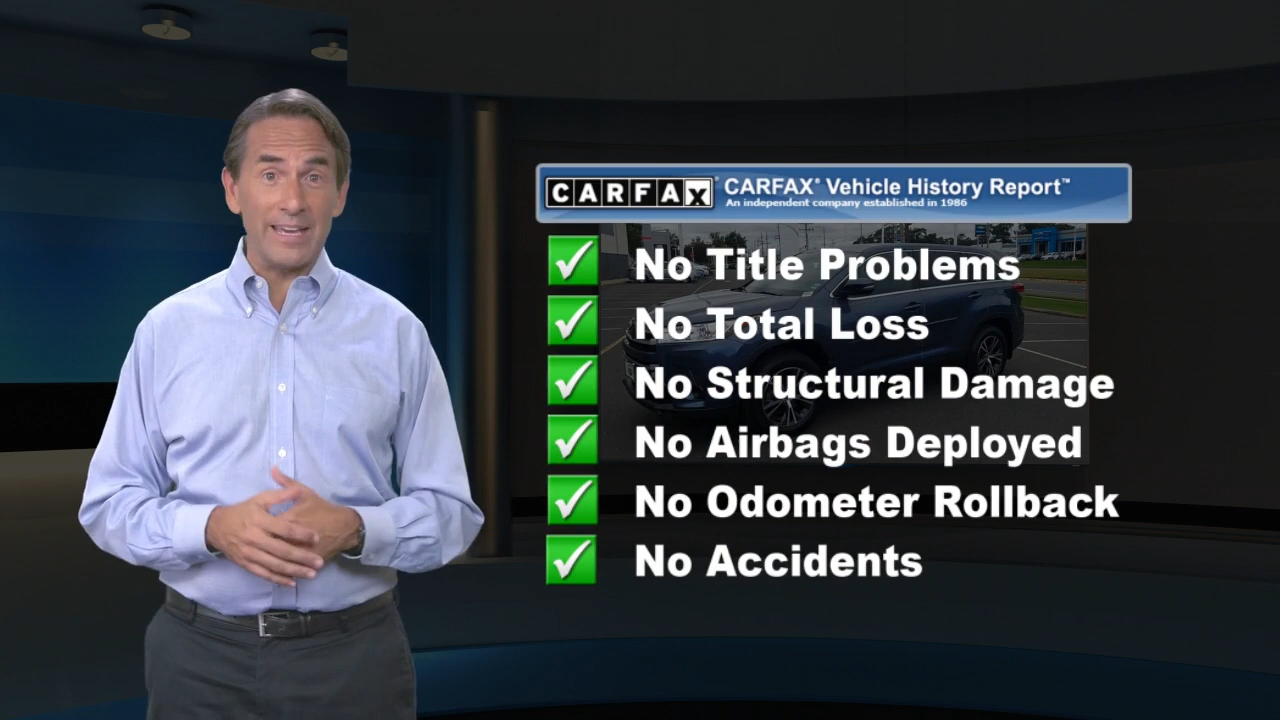 CARFAX® CARFAX® Vehicle History Report™
An independent company established in 1986
No Title Problems
No Total Loss
No Structural Damage
No Airbags Deployed
No Odometer Rollback
No Accidents